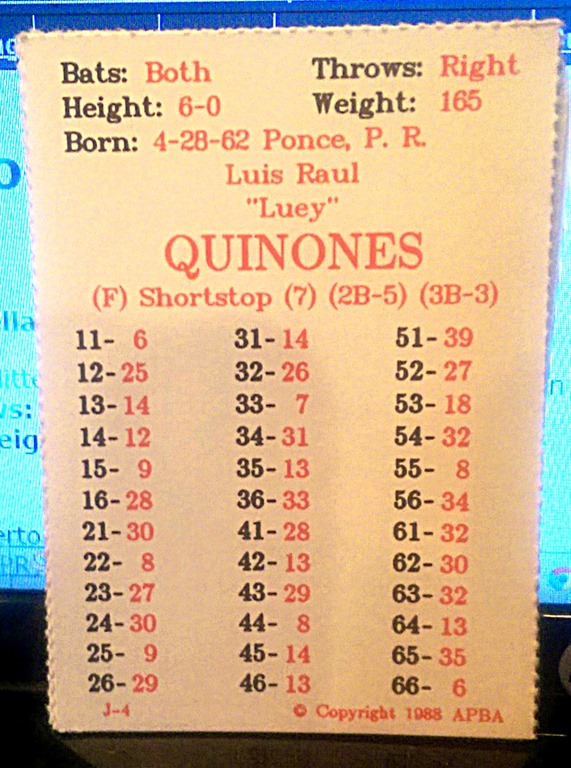 Bats: Both Throws: Right
Height: 6-0 Weight: 165
Born: 4-28-62 Ponce, P. R.
Luis Raul
"Luey"
QUINONES
(F) Shortstop (7) (2B-5) (3B-3)
11- 6 31-14 51-39
12-25 32-26 52-27
13-14 33- 7 53-18
14-12 34-31 54-32
15- 9 35-13 55- 8
16-28 36-33 56-34
21-30 41-28 61-32
22- 8 42-13 62-30
23-27 43-29 63-32
24-30 44- 8 64-13
25- 9 45-14 65-35
26-29 46-13 66- 6
J-4 © Copyright 1988 APBA